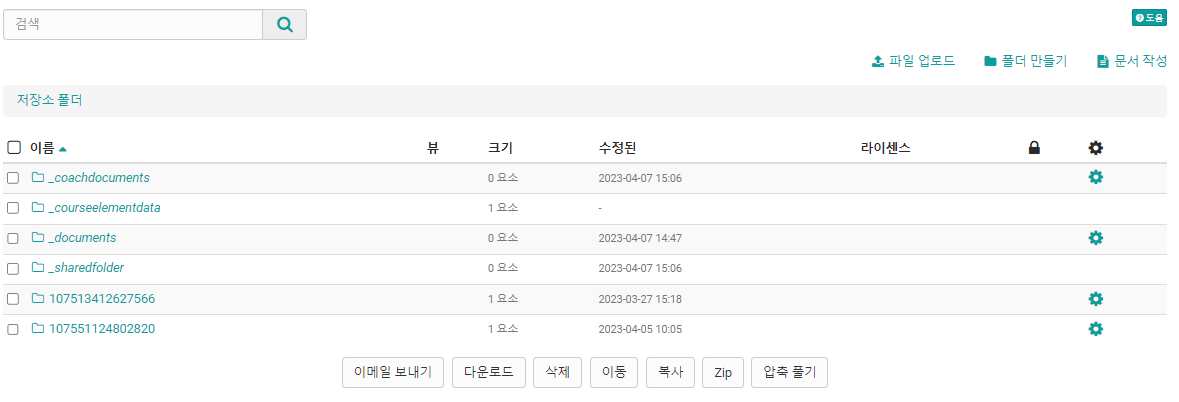 검색
도움
파일 업로드 폴더 만들기 문서 작성
저장소 폴더
이름 뷰 크기 수정된 라이센스
_coachdocuments 0 요소 2023-04-07 15:06
_courseelementdata 1 요소 -
_documents 0 요소 2023-04-07 14:47
_sharedfolder 0 요소 2023-04-07 15:06
107513412627566 1 요소 2023-03-27 15:18
107551124802820 1 요소 2023-04-05 10:05
이메일 보내기 다운로드 삭제 이동 복사 Zip 압축 풀기